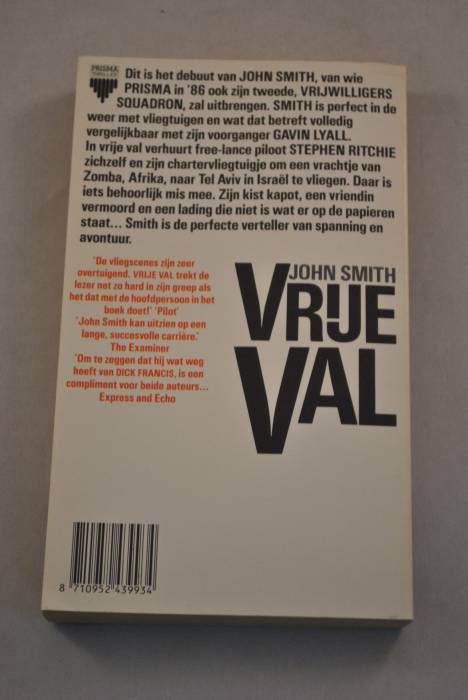 PRISMA
THRILLER
Dit is het debuut van JOHN SMITH, van wie
PRISMA in '86 ook zijn tweede, VRIJWILLIGERS
SQUADRON, zal uitbrengen. SMITH is perfect in de
weer met vliegtuigen en wat dat betreft volledig
vergelijkbaar met zijn voorganger GAVIN LYALL.
In vrije val verhuurt free-lance piloot STEPHEN RITCHIE
zichzelf en zijn chartervliegtuigje om een vrachtje van
Zomba, Afrika, naar Tel Aviv in Israël te vliegen. Daar is
iets behoorlijk mis mee. Zijn kist kapot, een vriendin
vermoord en een lading die niet is wat er op de papieren
staat... Smith is de perfecte verteller van spanning en
avontuur.
'De vliegscenes zijn zeer
overtuigend. VRIJE VAL trekt de
lezer net zo hard in zijn greep als
het dat met de hoofdpersoon in het
boek doet!' 'Pilot'
'John Smith kan uitzien op een
lange, succesvolle carrière.'
The Examiner
'Om te zeggen dat hij wat weg
heeft van DICK FRANCIS, is een
compliment voor beide auteurs...
Express and Echo
JOHN SMITH
VRIJE
VAL
8 710952 439934